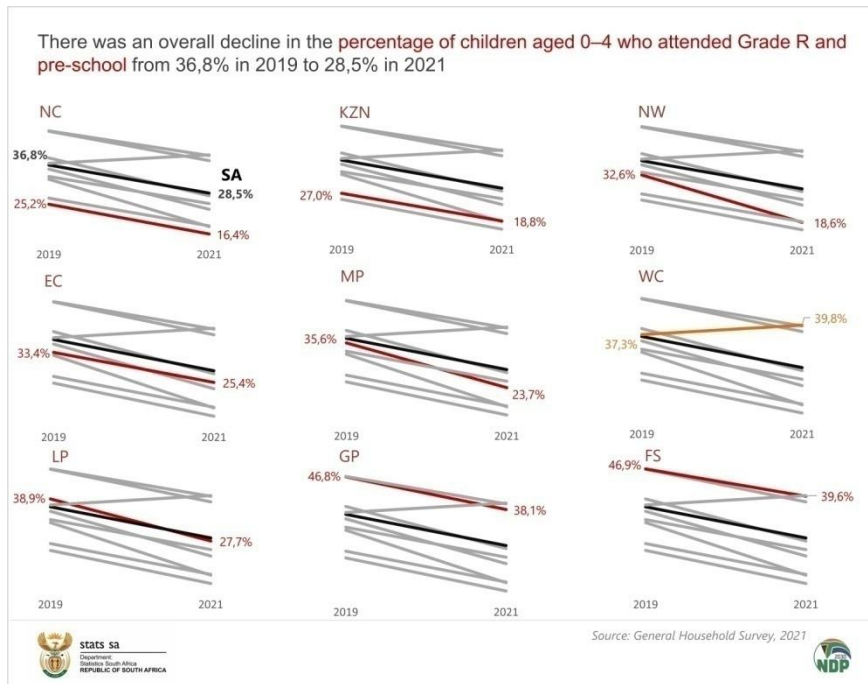 There was an overall decline in the percentage of children aged 0–4 who attended Grade R and
pre-school from 36,8% in 2019 to 28,5% in 2021
NC
36,8%
SA
28,5%
25,2%
16,4%
2019
2021
KZN
27,0%
18,8%
2019
2021
NW
32,6%
18,6%
2019
2021
EC
33,4%
25,4%
2019
2021
MP
35,6%
23,7%
2019
2021
WC
39,8%
37,3%
2019
2021
LP
38,9%
27,7%
2019
2021
GP
46,8%
38,1%
2019
2021
FS
46,9%
39,6%
2019
2021
stats sa
Department:
Statistics South Africa
REPUBLIC OF SOUTH AFRICA
Source: General Household Survey, 2021
2030
NDP